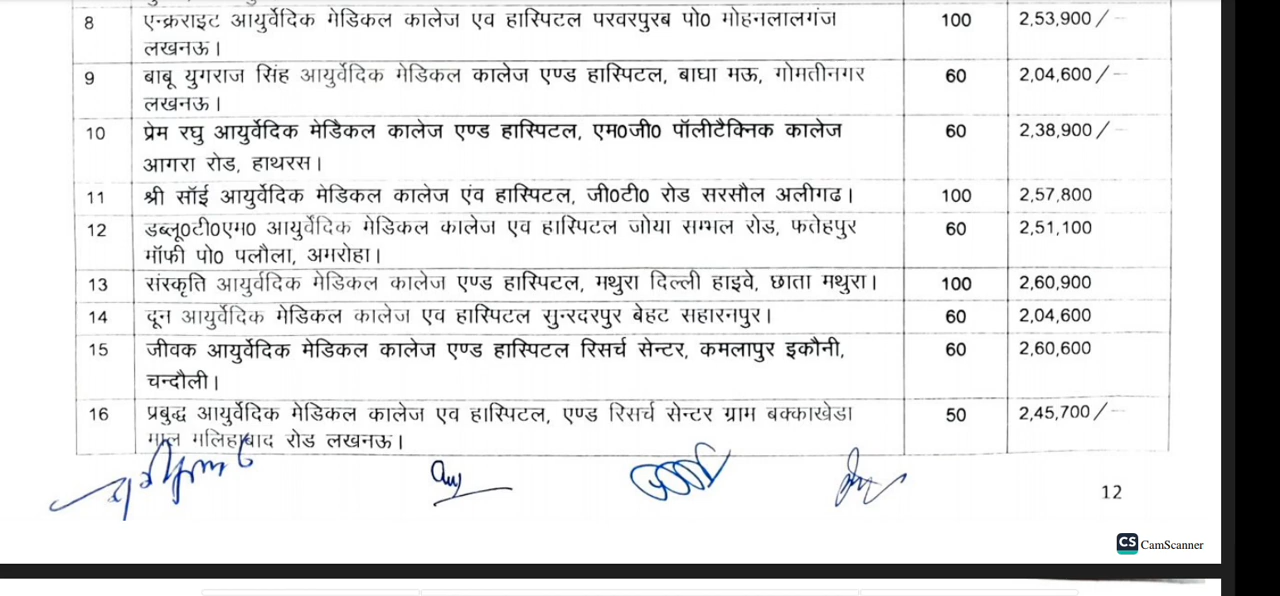 8 एन्क्राइट आयुर्वेदिक मेडिकल कालेज एव हास्पिटल परवरपुरब पो0 मोहनलालगंज 100 2,53,900/-
लखनऊ।
9 बाबू युगराज सिंह आयुर्वेदिक मेडिकल कालेज एण्ड हास्पिटल, बाघा मऊ, गोमतीनगर 60 2,04,600/-
लखनऊ।
10 प्रेम रघु आयुर्वेदिक मेडिकल कालेज एण्ड हास्पिटल, एम0जी0 पॉलीटैक्निक कालेज 60 2,38,900/-
आगरा रोड, हाथरस।
11 श्री सॉई आयुर्वेदिक मेडिकल कालेज एंव हास्पिटल, जी0टी0 रोड सरसौल अलीगढ। 100 2,57,800
12 डब्लू0टी0एम0 आयुर्वेदिक मेडिकल कालेज एव हास्पिटल जोया सम्भल रोड, फतेहपुर 60 2,51,100
मॉफी पो0 पलौला, अमरोहा।
13 संस्कृति आयुर्वदिक मेडिकल कालेज एण्ड हास्पिटल, मथुरा दिल्ली हाइवे, छाता मथुरा। 100 2,60,900
14 दून आयुर्वेदिक मेडिकल कालेज एव हास्पिटल सुन्दरपुर बेहट सहारनपुर। 60 2,04,600
15 जीवक आयुर्वेदिक मेडिकल कालेज एण्ड हास्पिटल रिसर्च सेन्टर, कमलापुर इकौनी, 60 2,60,600
चन्दौली।
16 प्रबुद्ध आयुर्वेदिक मेडिकल कालेज एव हास्पिटल, एण्ड रिसर्च सेन्टर ग्राम बक्काखेडा 50 2,45,700/-
माल मलिहाबाद रोड लखनऊ।
12
CS CamScanner